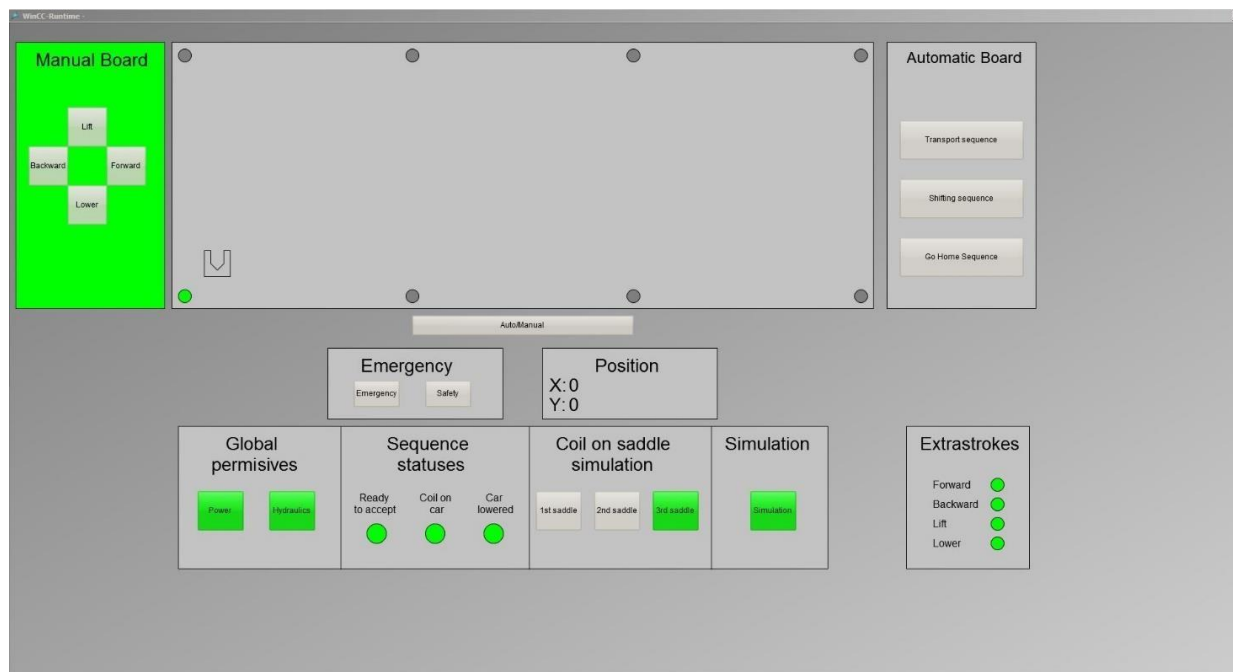 WinCC-Runtime -
Manual Board
Lift
Backward
Forward
Lower
Automatic Board
Transport sequence
Shifting sequence
Go Home Sequence
Auto/Manual
Emergency
Emergency
Safety
Position
X:0
Y:0
Global
permisives
Power
Hydraulics
Sequence
statuses
Ready
to accept
Coil on
car
Car
lowered
Coil on saddle
simulation
1st saddle
2nd saddle
3rd saddle
Simulation
Simulation
Extrastrokes
Forward
Backward
Lift
Lower